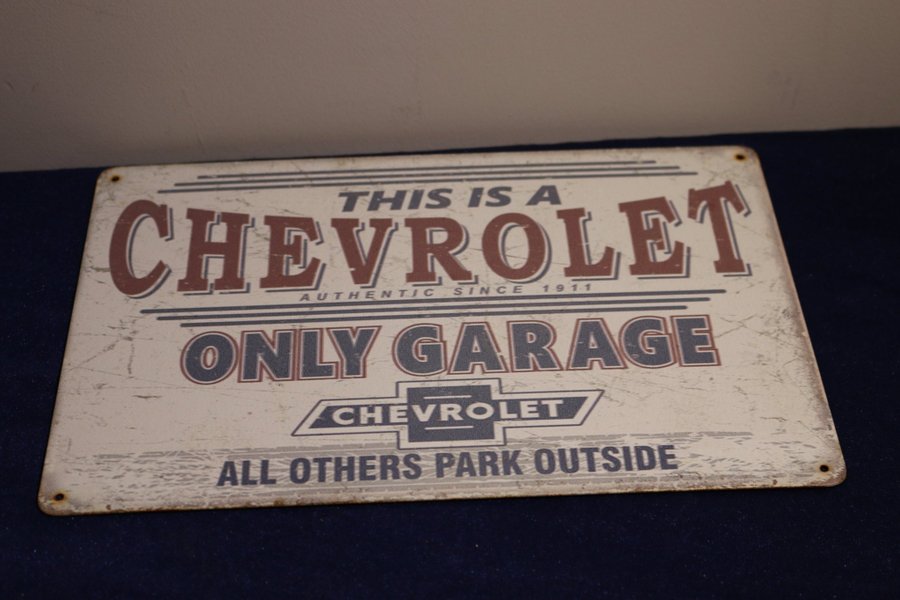 THIS IS A
CHEVROLET
AUTHENTIC SINCE 1911
ONLY GARAGE
CHEVROLET
ALL OTHERS PARK OUTSIDE